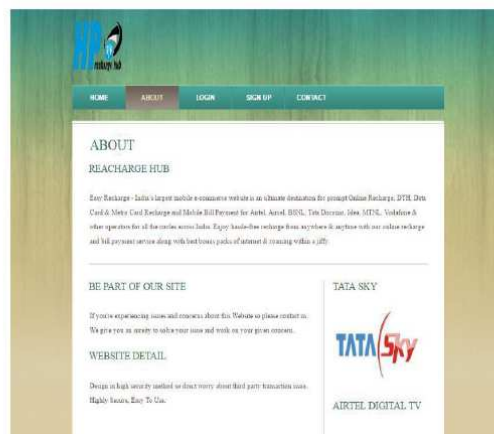 HP
recharge hub
HOME ABOUT LOGIN SIGN UP CONTACT
ABOUT
REACHARGE HUB
Easy Recharge - India's largest mobile e-commerce website is an ultimate destination for prompt Online Recharge, DTH, Data
Card & Metro Card Recharge and Mobile Bill Payment for Airtel, Aircel, BSNL, Tata Docomo, Idea, MTNL, Vodafone &
other operators for all the circles across India. Enjoy hassle-free recharge from anywhere & anytime with our online recharge
and bill payment service along with best bonus packs of internet & roaming within a jiffy.
BE PART OF OUR SITE
If you're experiencing issues and concerns about this Website so please contact us.
We give you an surety to solve your issue and work on your given concern.
WEBSITE DETAIL
Design in high security method so don't worry about third party transaction issue.
Highly Secure, Easy To Use.
TATA SKY
TATA Sky
AIRTEL DIGITAL TV